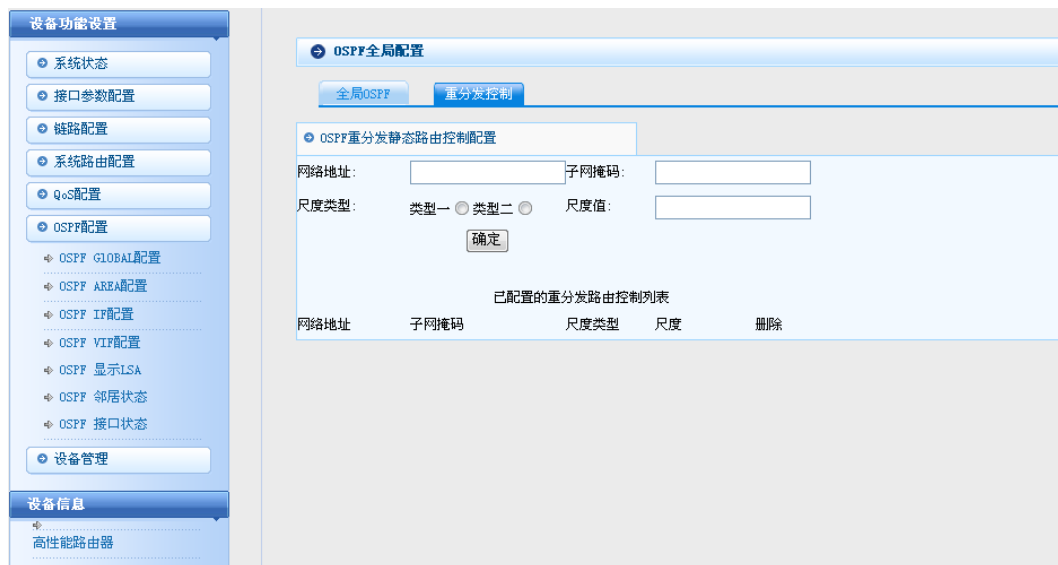 设备功能设置
系统状态
接口参数配置
链路配置
系统路由配置
QoS配置
OSPF配置
OSPF GLOBAL配置
OSPF AREA配置
OSPF IF配置
OSPF VIF配置
OSPF 显示LSA
OSPF 邻居状态
OSPF 接口状态
设备管理
设备信息
高性能路由器
OSPF全局配置
全局OSPF 重分发控制
OSPF重分发静态路由控制配置
网络地址: 子网掩码:
尺度类型: 类型一 类型二 尺度值:
确定
已配置的重分发路由控制列表
网络地址 子网掩码 尺度类型 尺度 删除